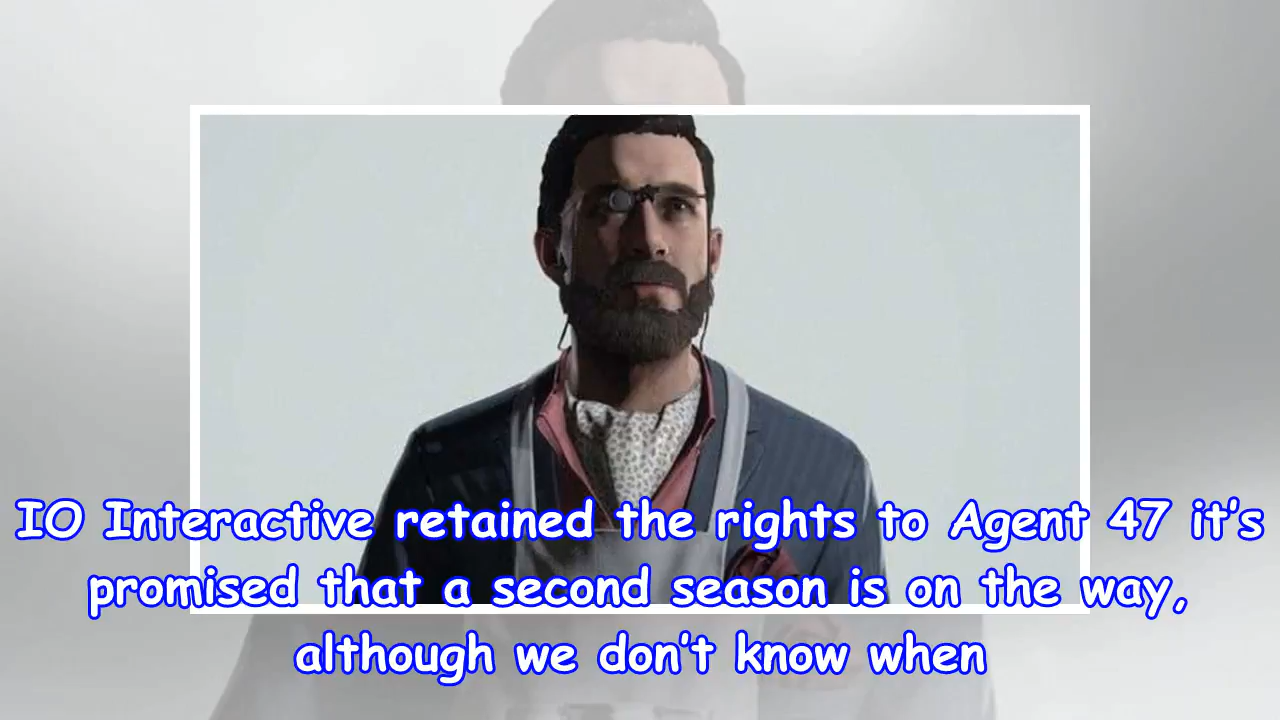 IO Interactive retained the rights to Agent 47 it’s
promised that a second season is on the way,
although we don’t know when